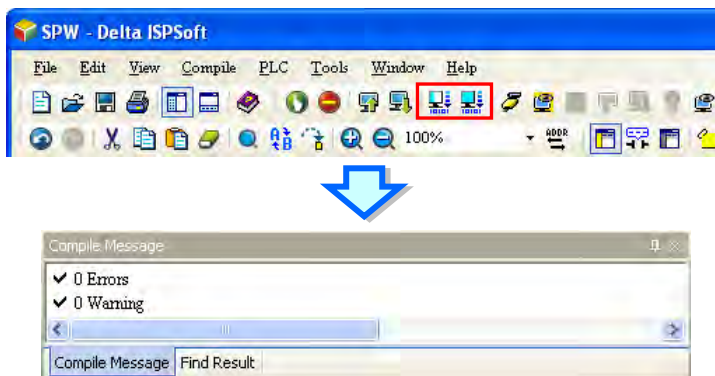 SPW - Delta ISPSoft
File Edit View Compile PLC Tools Window Help
100% ADDR
Compile Message
0 Errors
0 Warning
Compile Message Find Result